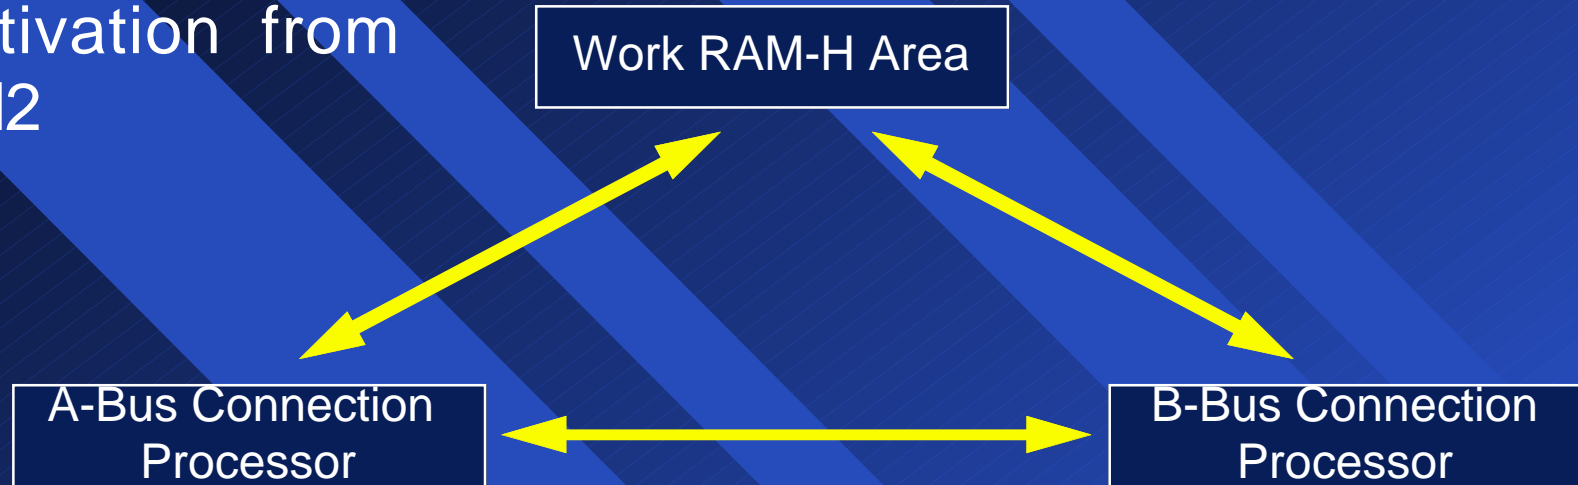 tivation from
Work RAM-H Area
A-Bus Connection
Processor
B-Bus Connection
Processor